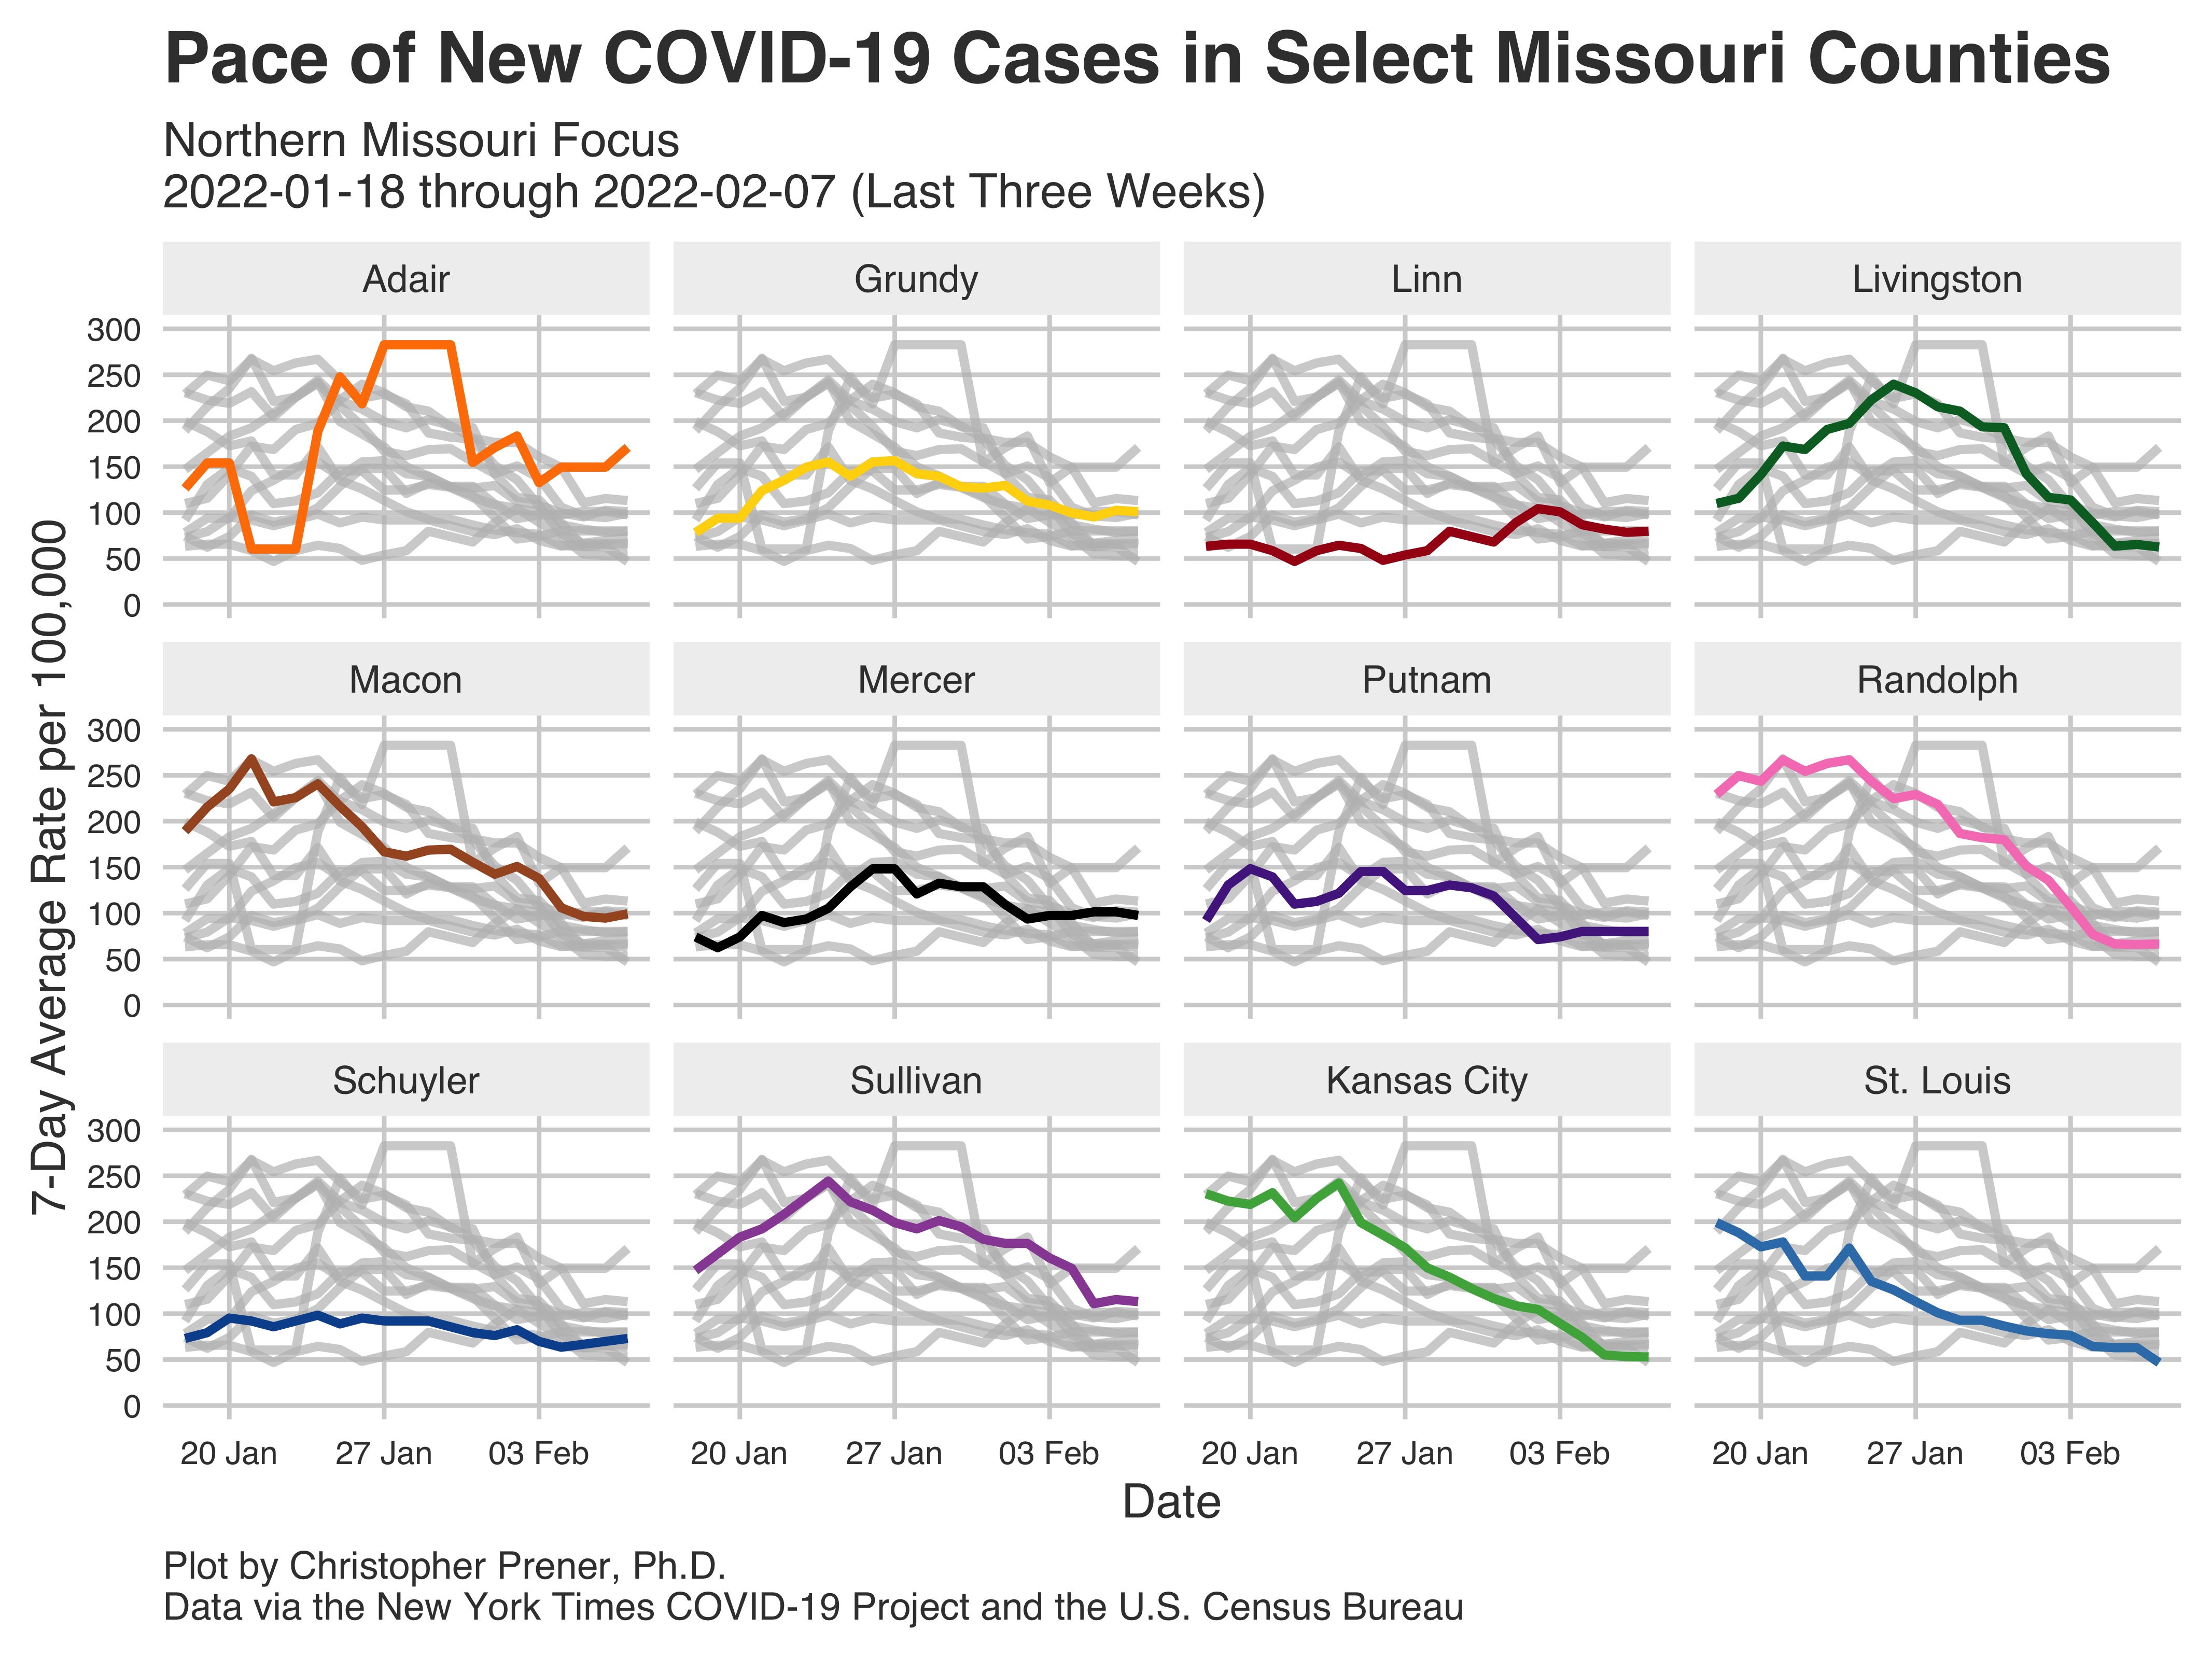 Pace of New COVID-19 Cases in Select Missouri Counties
Northern Missouri Focus
2022-01-18 through 2022-02-07 (Last Three Weeks)
7-Day Average Rate per 100,000
Adair
Grundy
Linn
Livingston
300
250
200
150
100
50
0
Macon
Mercer
Putnam
Randolph
300
250
200
150
100
50
0
Schuyler
Sullivan
Kansas City
St. Louis
300
250
200
150
100
50
0
20 Jan 27 Jan 03 Feb
20 Jan 27 Jan 03 Feb
20 Jan 27 Jan 03 Feb
20 Jan 27 Jan 03 Feb
Date
Plot by Christopher Prener, Ph.D.
Data via the New York Times COVID-19 Project and the U.S. Census Bureau